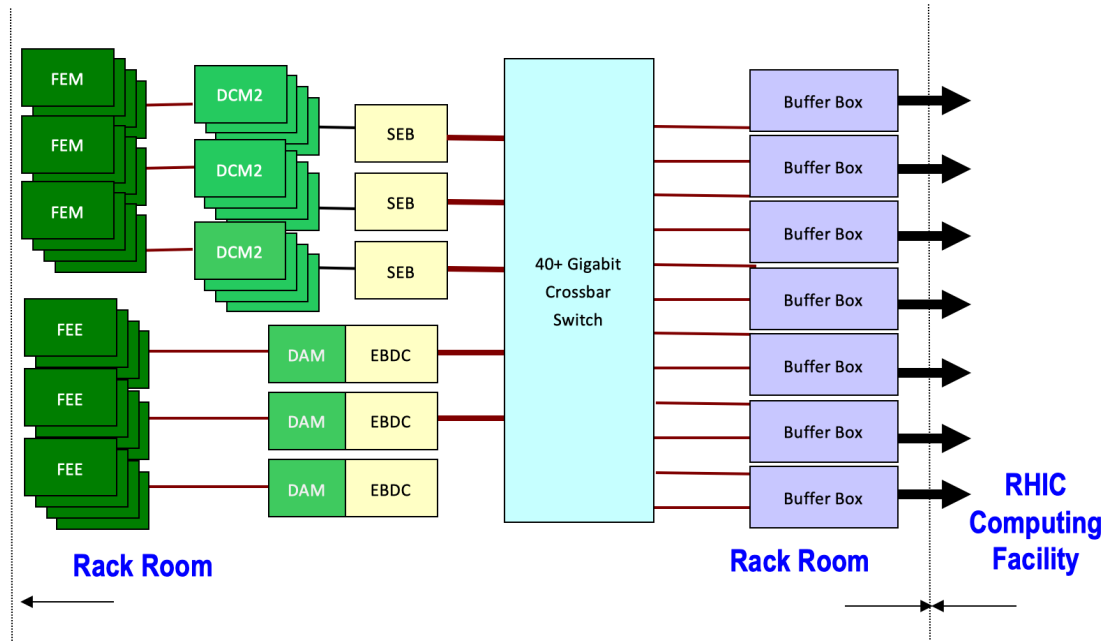 FEM
FEM
FEM
DCM2
DCM2
DCM2
SEB
SEB
SEB
FEE
FEE
FEE
DAM EBDC
DAM EBDC
DAM EBDC
40+ Gigabit
Crossbar
Switch
Buffer Box
Buffer Box
Buffer Box
Buffer Box
Buffer Box
Buffer Box
Buffer Box
Rack Room
Rack Room
RHIC
Computing
Facility